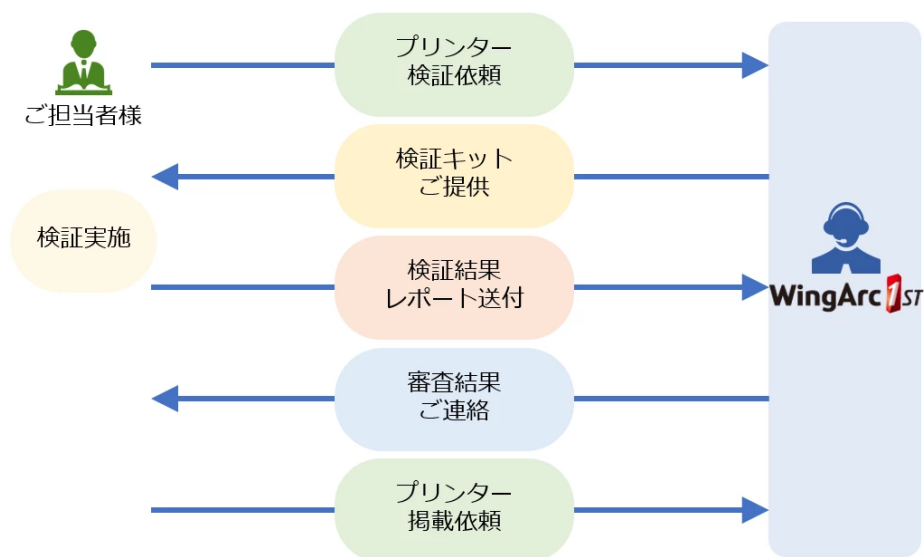 プリンター
検証依頼
ご担当者様
検証キット
ご提供
検証実施
検証結果
レポート送付
WingArc1ST
審査結果
ご連絡
プリンター
掲載依頼